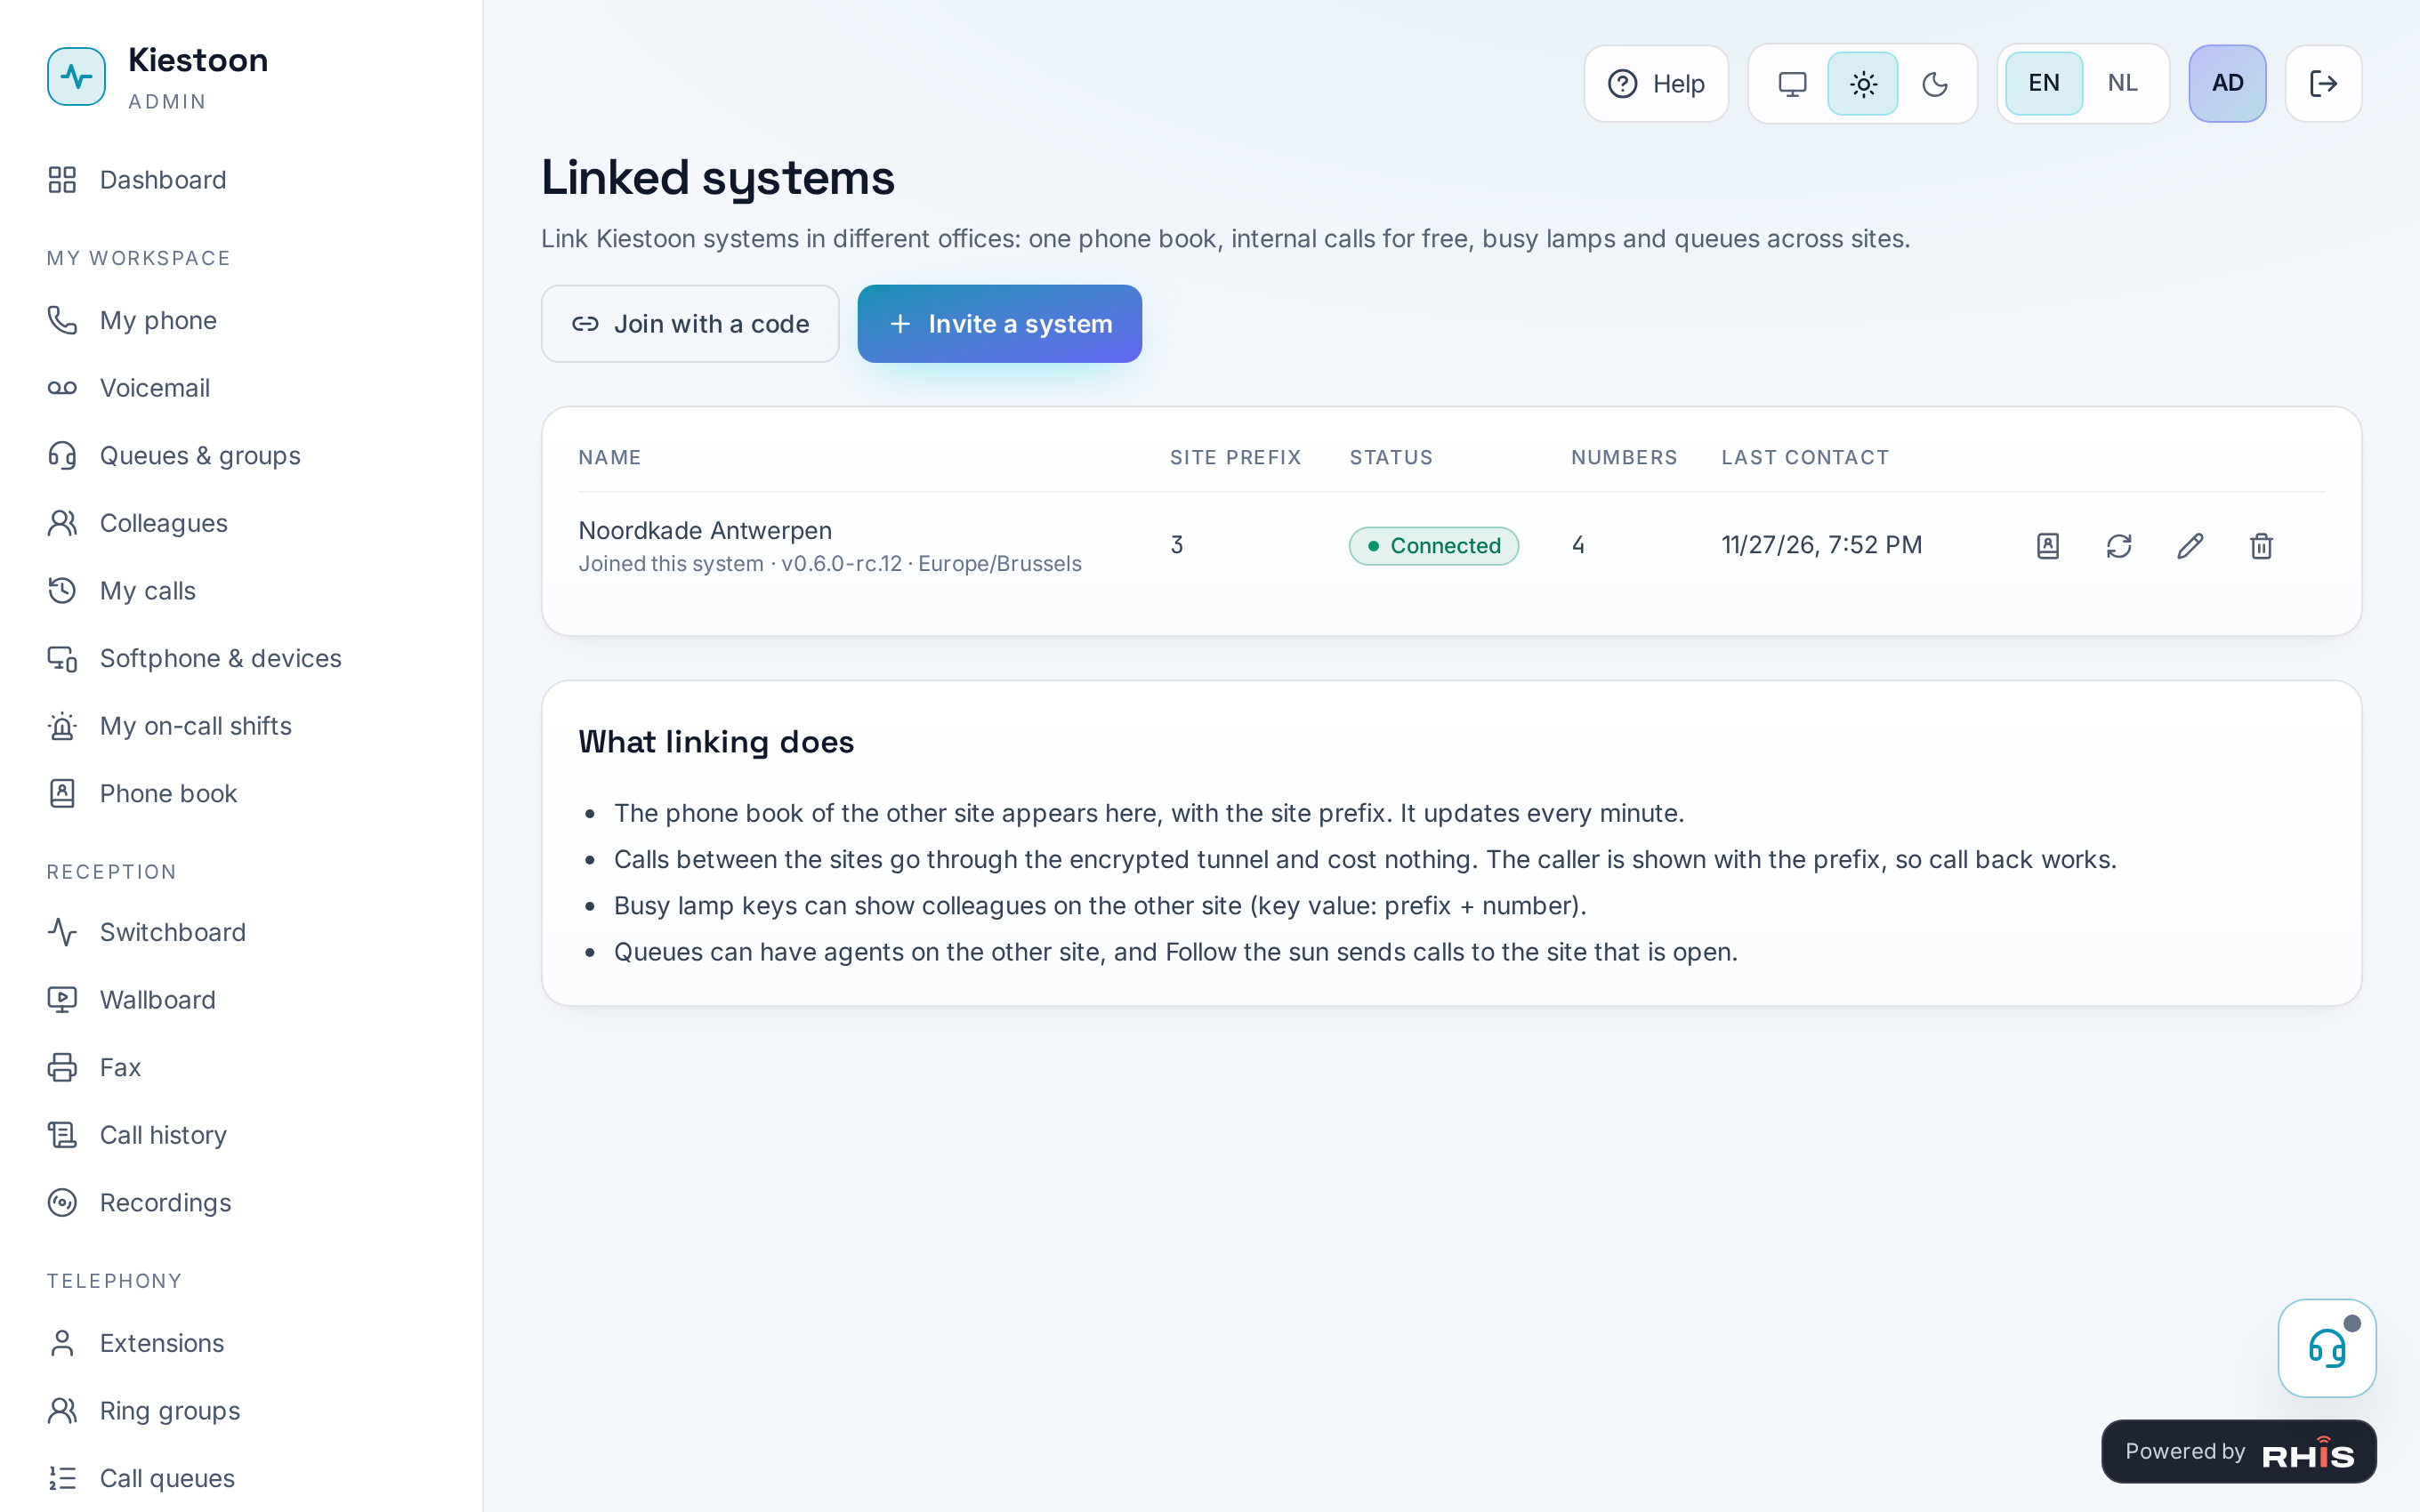 Kiestoon
ADMIN
Dashboard
MY WORKSPACE
My phone
Voicemail
Queues & groups
Colleagues
My calls
Softphone & devices
My on-call shifts
Phone book
RECEPTION
Switchboard
Wallboard
Fax
Call history
Recordings
TELEPHONY
Extensions
Ring groups
Call queues
Help
EN NL
AD
Linked systems
Link Kiestoon systems in different offices: one phone book, internal calls for free, busy lamps and queues across sites.
Join with a code
Invite a system
NAME SITE PREFIX STATUS NUMBERS LAST CONTACT
Noordkade Antwerpen 3 Connected 4 11/27/26, 7:52 PM
Joined this system · v0.6.0-rc.12 · Europe/Brussels
What linking does
• The phone book of the other site appears here, with the site prefix. It updates every minute.
• Calls between the sites go through the encrypted tunnel and cost nothing. The caller is shown with the prefix, so call back works.
• Busy lamp keys can show colleagues on the other site (key value: prefix + number).
• Queues can have agents on the other site, and Follow the sun sends calls to the site that is open.
Powered by RHiS